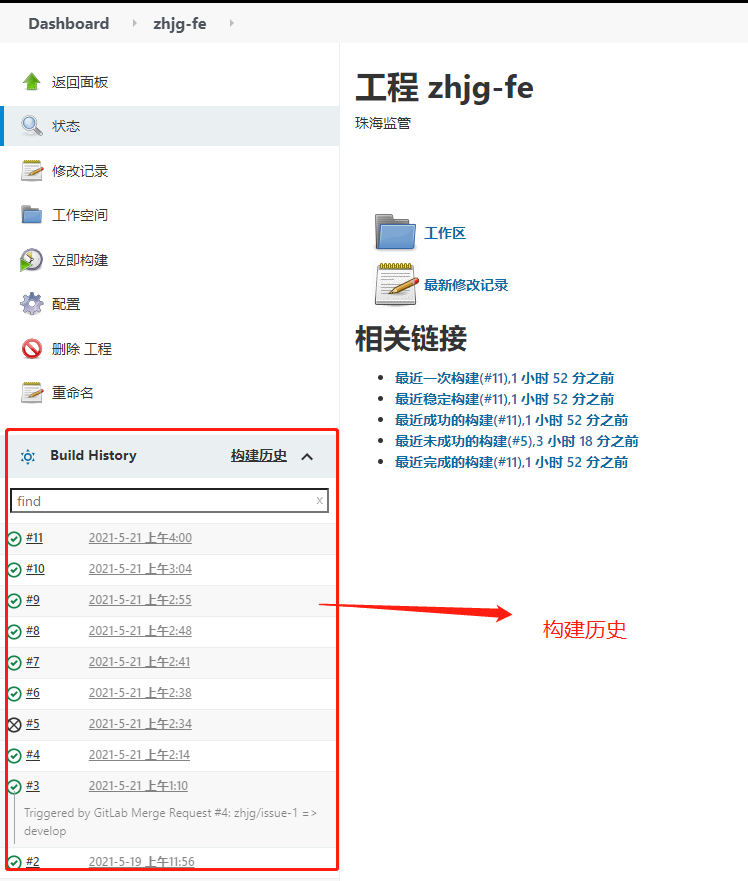 Dashboard zhjg-fe
返回面板
状态
修改记录
工作空间
立即构建
配置
删除 工程
重命名
Build History 构建历史
find x
#11 2021-5-21 上午4:00
#10 2021-5-21 上午3:04
#9 2021-5-21 上午2:55
#8 2021-5-21 上午2:48
#7 2021-5-21 上午2:41
#6 2021-5-21 上午2:38
#5 2021-5-21 上午2:34
#4 2021-5-21 上午2:14
#3 2021-5-21 上午1:10
Triggered by GitLab Merge Request #4: zhjg/issue-1 =>
develop
#2 2021-5-19 上午11:56
工程 zhjg-fe
珠海监管
工作区
最新修改记录
相关链接
最近一次构建(#11),1 小时 52 分之前
最近稳定构建(#11),1 小时 52 分之前
最近成功的构建(#11),1 小时 52 分之前
最近未成功的构建(#5),3 小时 18 分之前
最近完成的构建(#11),1 小时 52 分之前
构建历史